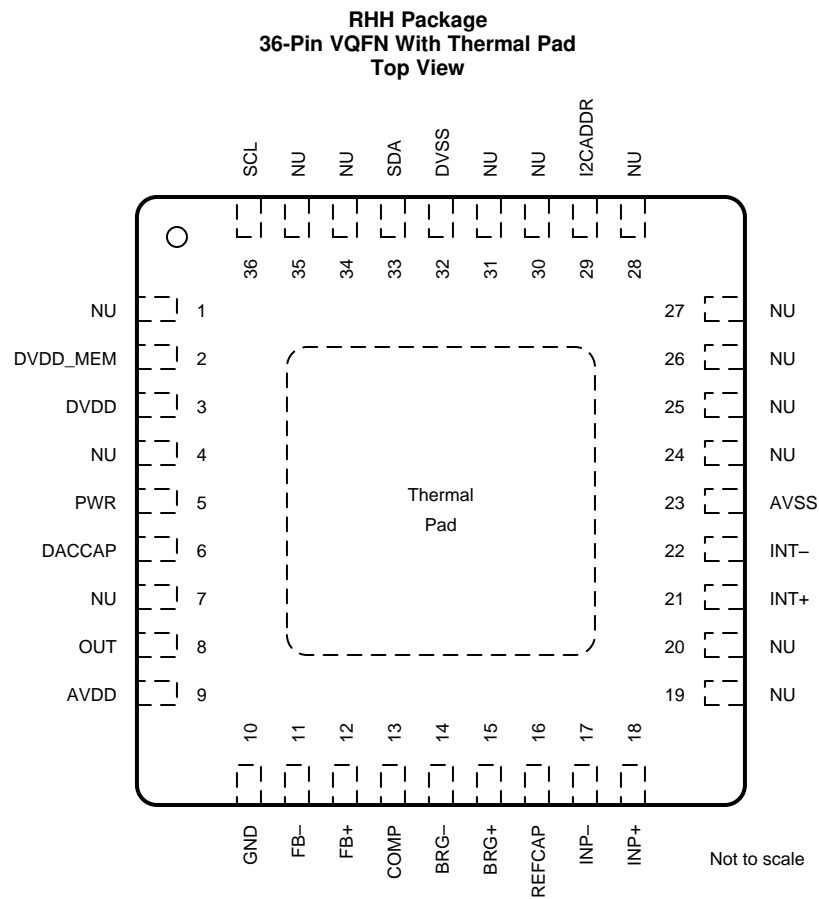 RHH Package
36-Pin VQFN With Thermal Pad
Top View
SCL
NU
NU
SDA
DVSS
NU
NU
I2CADDR
NU
36
35
34
33
32
31
30
29
28
NU 1
DVDD_MEM 2
DVDD 3
NU 4
PWR 5
DACCAP 6
NU 7
OUT 8
AVDD 9
Thermal
Pad
27 NU
26 NU
25 NU
24 NU
23 AVSS
22 INT–
21 INT+
20 NU
19 NU
10
11
12
13
14
15
16
17
18
GND
FB–
FB+
COMP
BRG–
BRG+
REFCAP
INP–
INP+
Not to scale